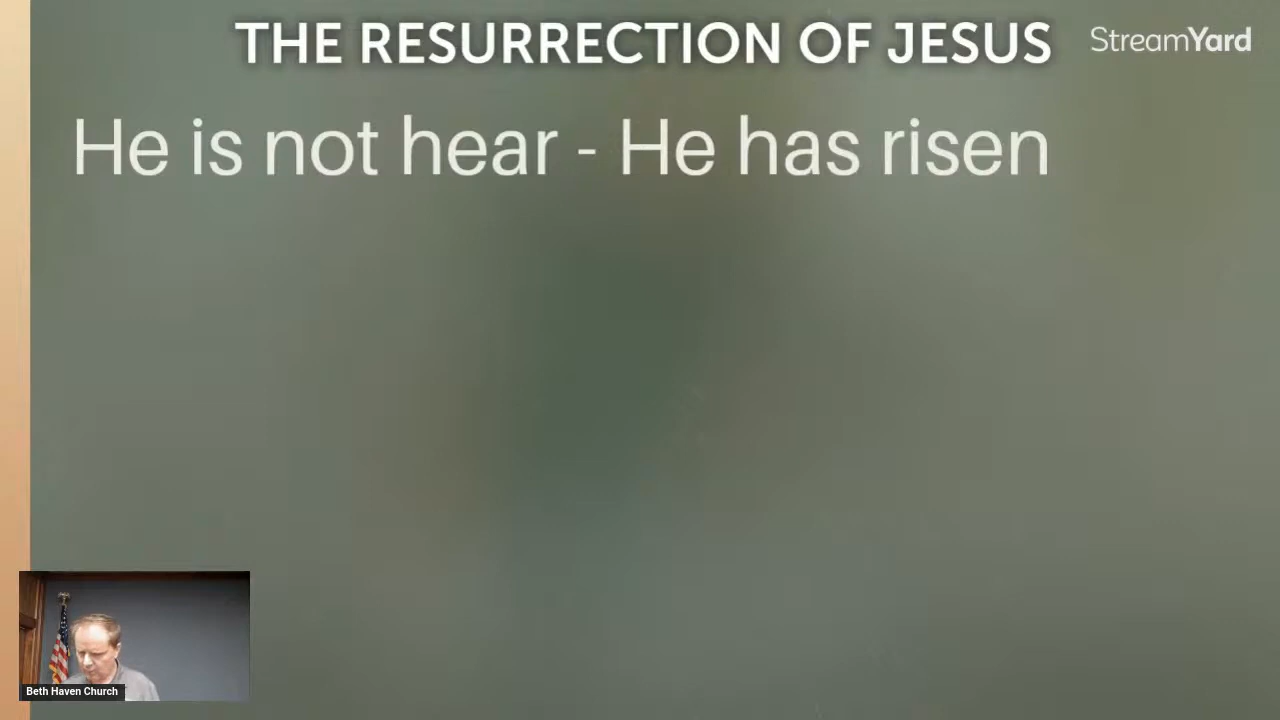 THE RESURRECTION OF JESUS
StreamYard
He is not hear - He has risen
Beth Haven Church